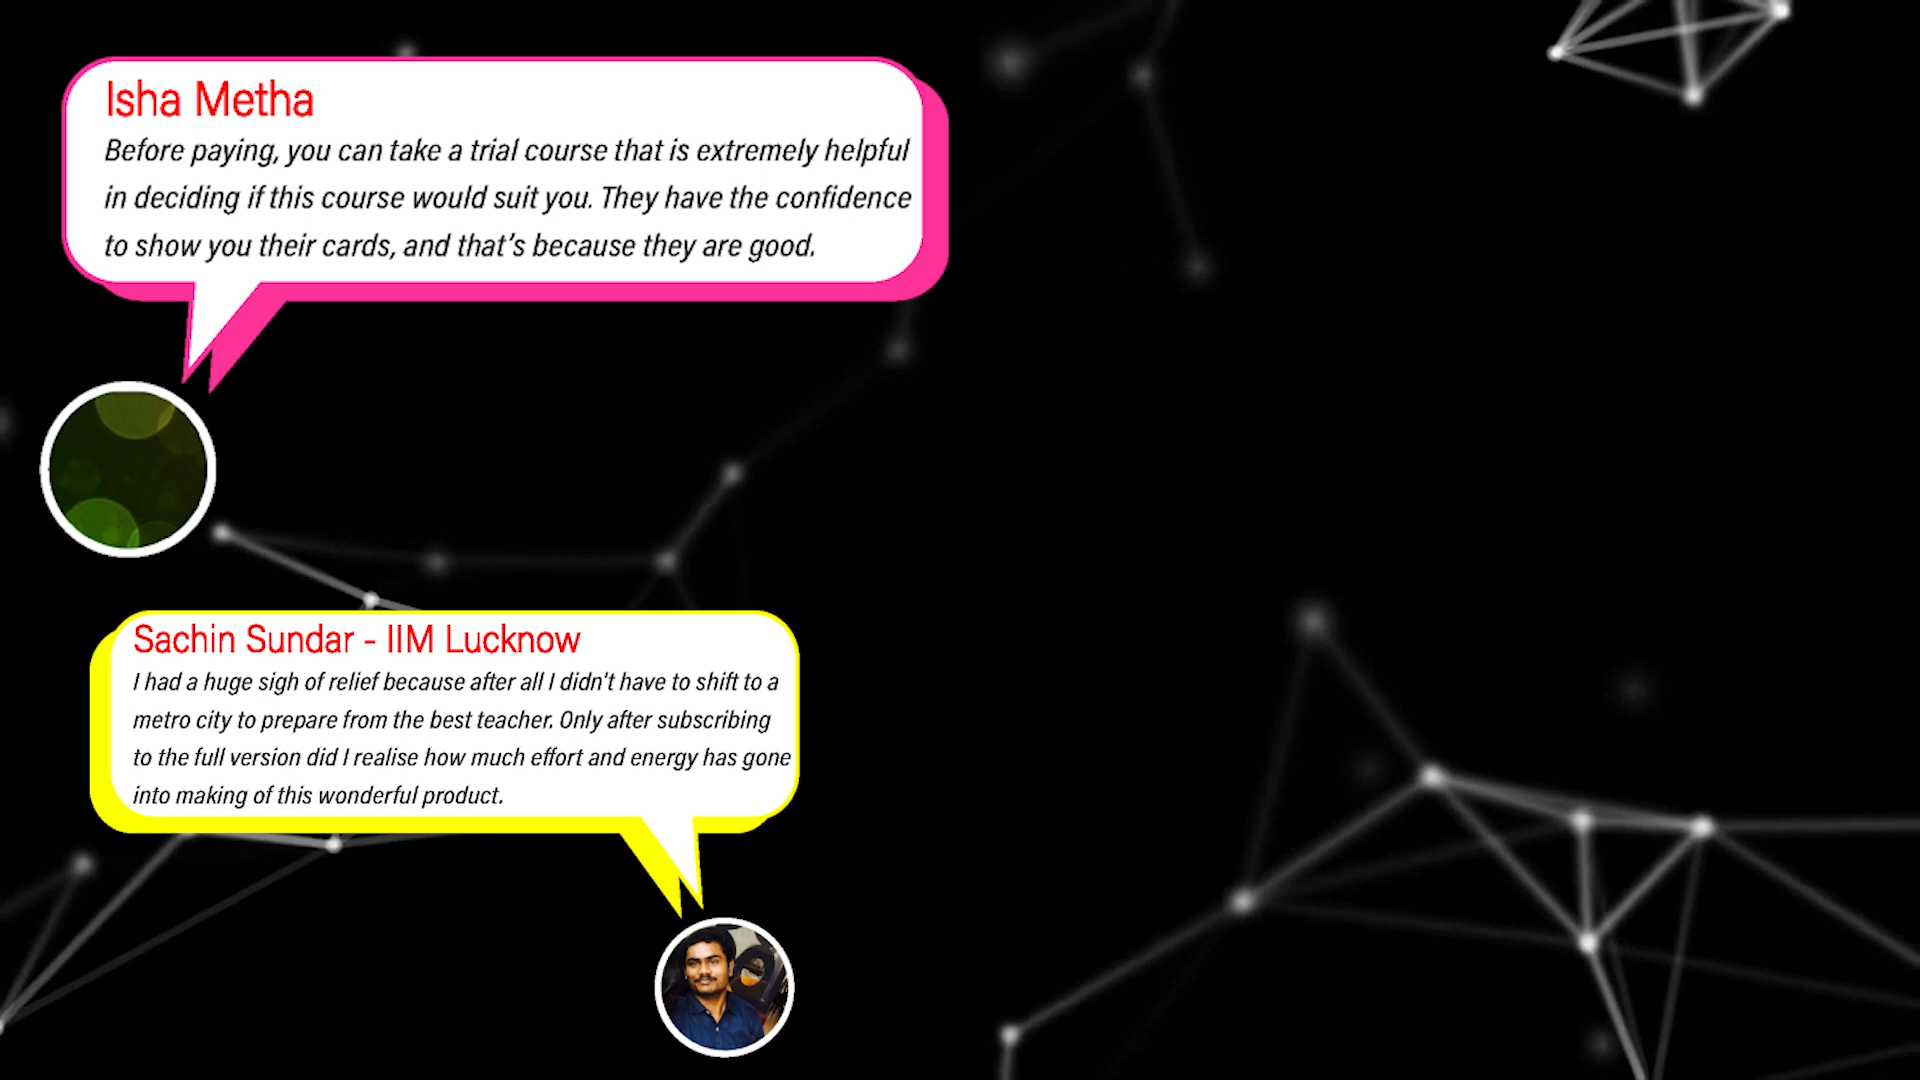 Isha Metha
Before paying, you can take a trial course that is extremely helpful
in deciding if this course would suit you. They have the confidence
to show you their cards, and that's because they are good.
Sachin Sundar - IIM Lucknow
I had a huge sigh of relief because after all I didn't have to shift to a
metro city to prepare from the best teacher. Only after subscribing
to the full version did I realise how much effort and energy has gone
into making of this wonderful product.